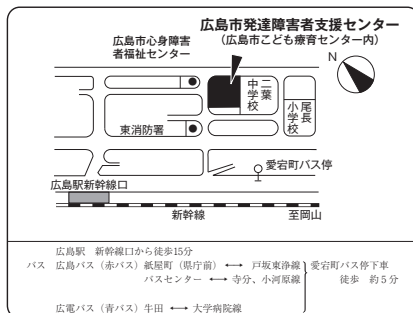 広島市発達障害者支援センター
(広島市こども療育センター内)
広島市心身障害
者福祉センター
N
二葉
中学校
尾長
小学校
東消防署
愛宕町バス停
広島駅新幹線口
新幹線
至岡山
広島駅 新幹線口から徒歩15分
バス 広島バス(赤バス)紙屋町(県庁前) ←→ 戸坂東浄線 愛宕町バス停下車
バスセンター ←→ 寺分、小河原線 徒歩 約5分
広電バス(青バス)牛田 ←→ 大学病院線